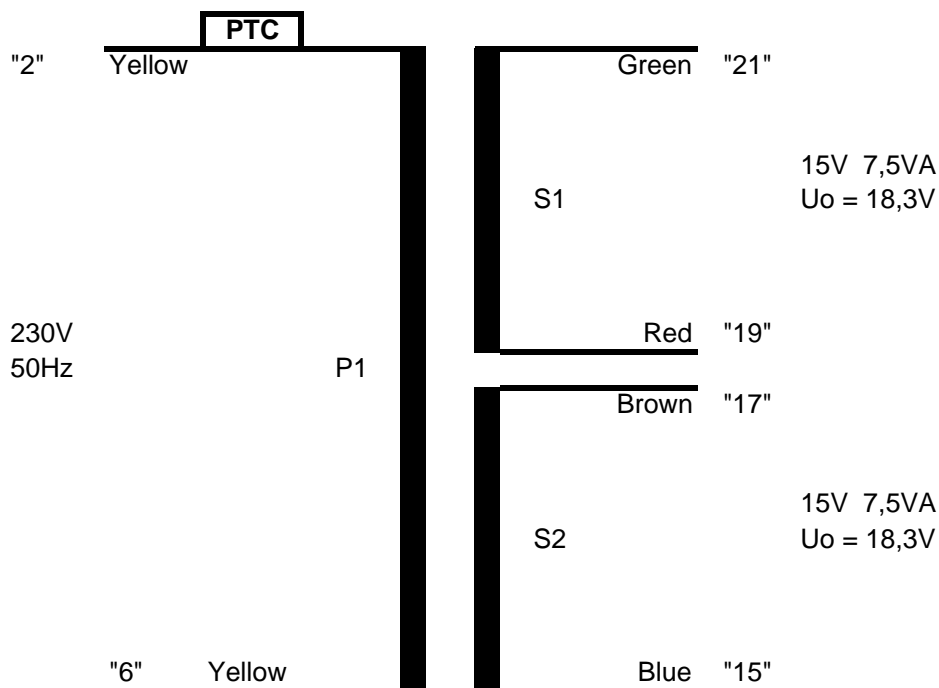 PTC
"2" Yellow Green "21"
15V 7,5VA
S1 Uo = 18,3V
230V Red "19"
50Hz P1
Brown "17"
15V 7,5VA
S2 Uo = 18,3V
"6" Yellow Blue "15"